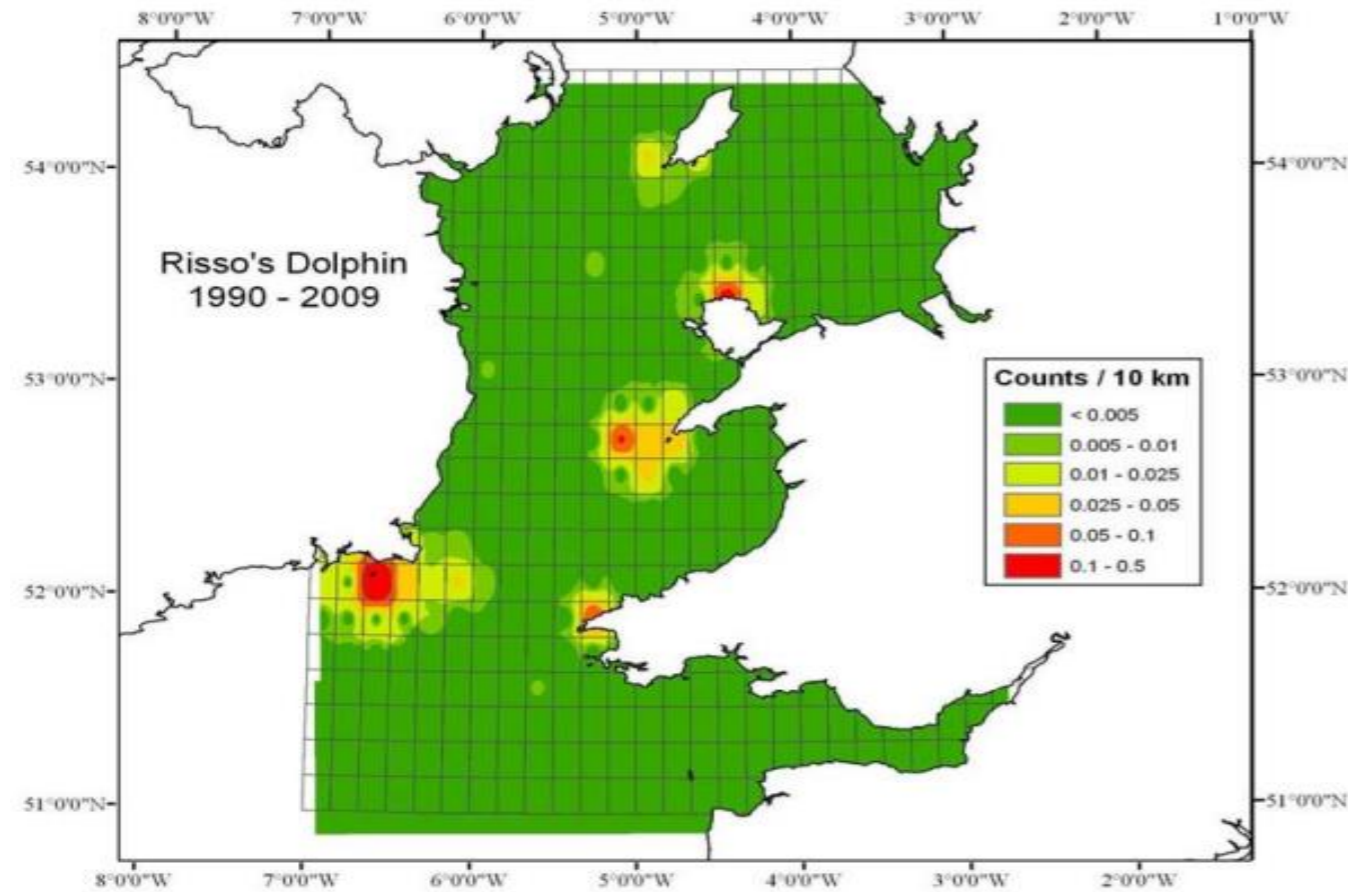 8°0'0"W 7°0'0"W 6°0'0"W 5°0'0"W 4°0'0"W 3°0'0"W 2°0'0"W 1°0'0"W
54°0'0"N 54°0'0"N
Risso's Dolphin
1990 - 2009
53°0'0"N 53°0'0"N
Counts / 10 km
< 0.005
0.005 - 0.01
0.01 - 0.025
0.025 - 0.05
0.05 - 0.1
0.1 - 0.5
52°0'0"N 52°0'0"N
51°0'0"N 51°0'0"N
8°0'0"W 7°0'0"W 6°0'0"W 5°0'0"W 4°0'0"W 3°0'0"W 2°0'0"W